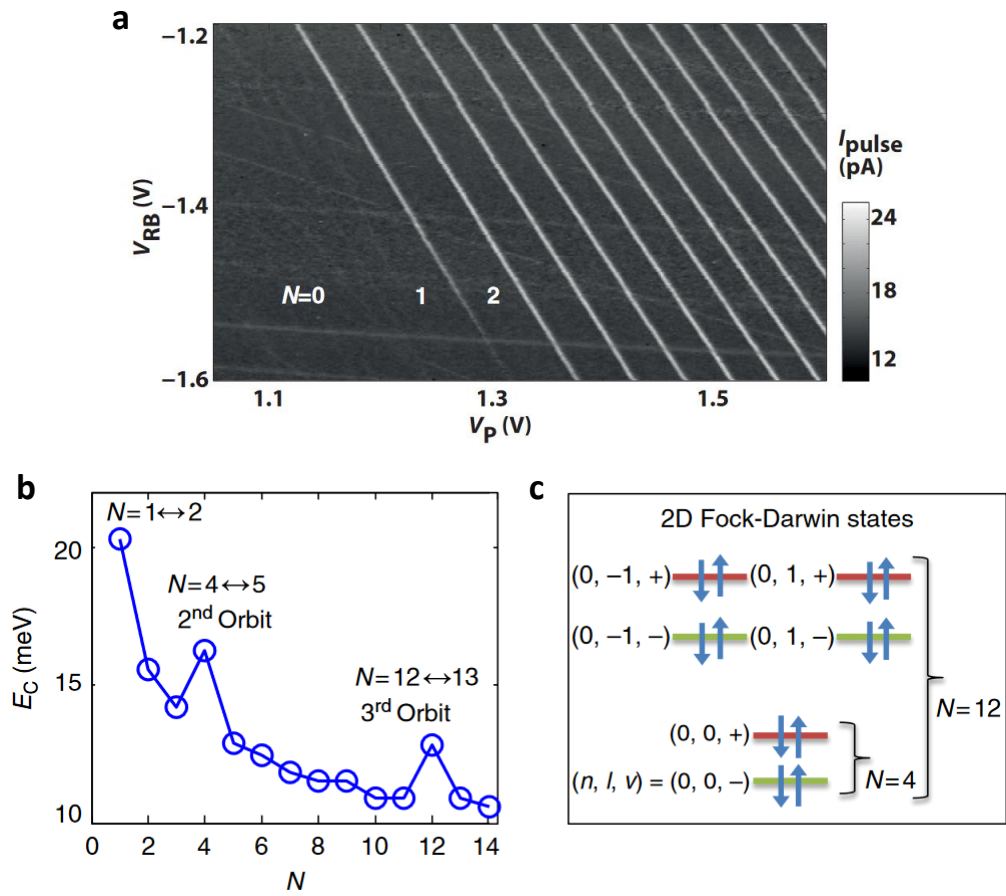 a
−1.2
−1.4
−1.6
V_RB (V)
N=0
1
2
1.1
1.3
1.5
V_P (V)
I_pulse
(pA)
24
18
12
b
N=1↔2
N=4↔5
2nd Orbit
N=12↔13
3rd Orbit
20
15
10
E_C (meV)
0 2 4 6 8 10 12 14
N
c
2D Fock-Darwin states
(0, −1, +) (0, 1, +)
(0, −1, −) (0, 1, −)
N=12
(0, 0, +)
N=4
(n, l, v) = (0, 0, −)